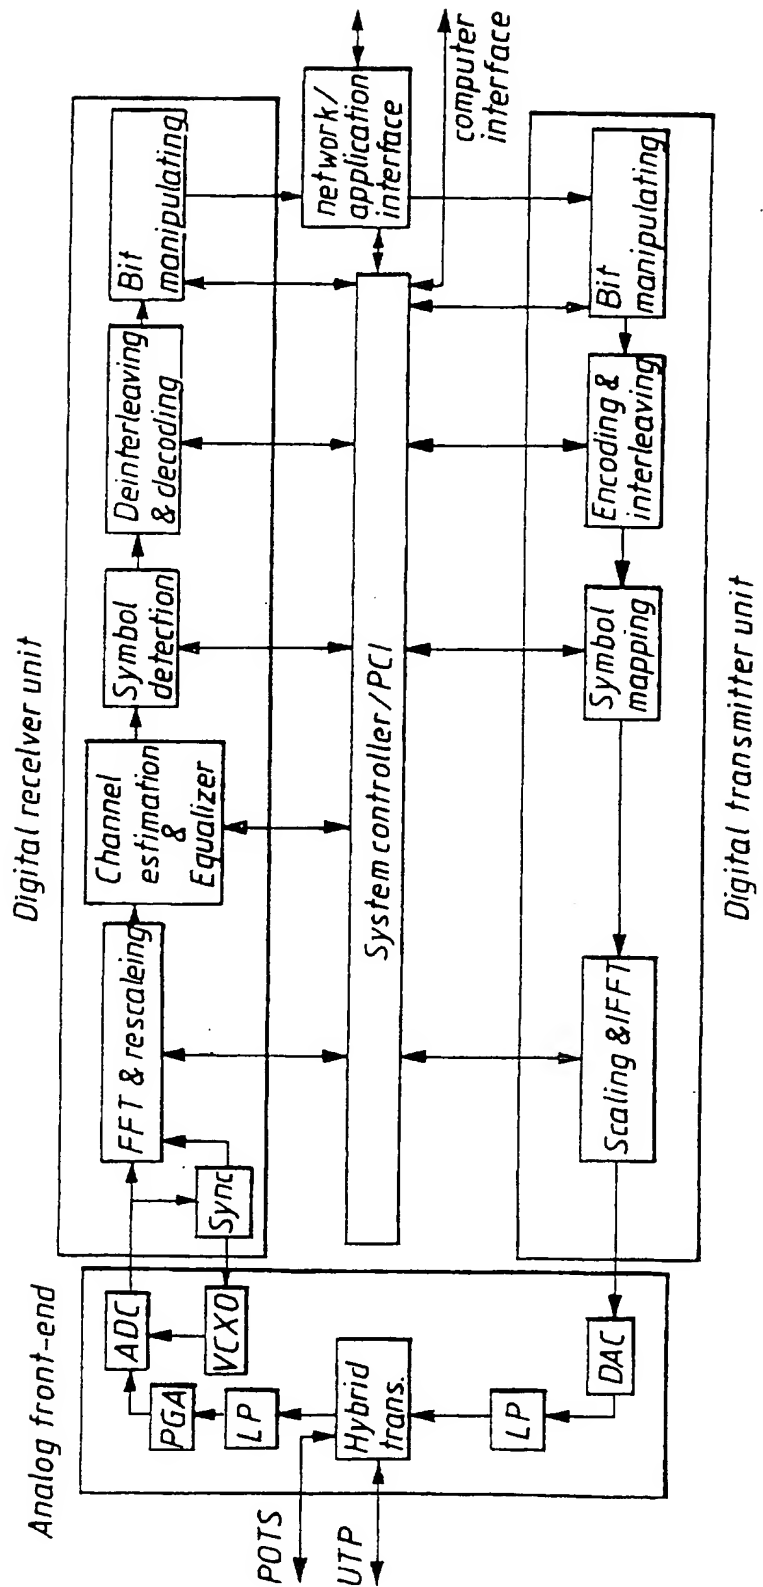 Analog front-end
Digital receiver unit
POTS
UTP
Hybrid
trans.
LP
PGA
ADC
VCXO
Sync
FFT & rescaleing
Channel
estimation
&
Equalizer
Symbol
detection
Deinterleaving
& decoding
Bit
manipulating
System controller/PCI
network/
application
interface
computer
interface
LP
DAC
Scaling &IFFT
Symbol
mapping
Encoding &
interleaving
Bit
manipulating
Digital transmitter unit